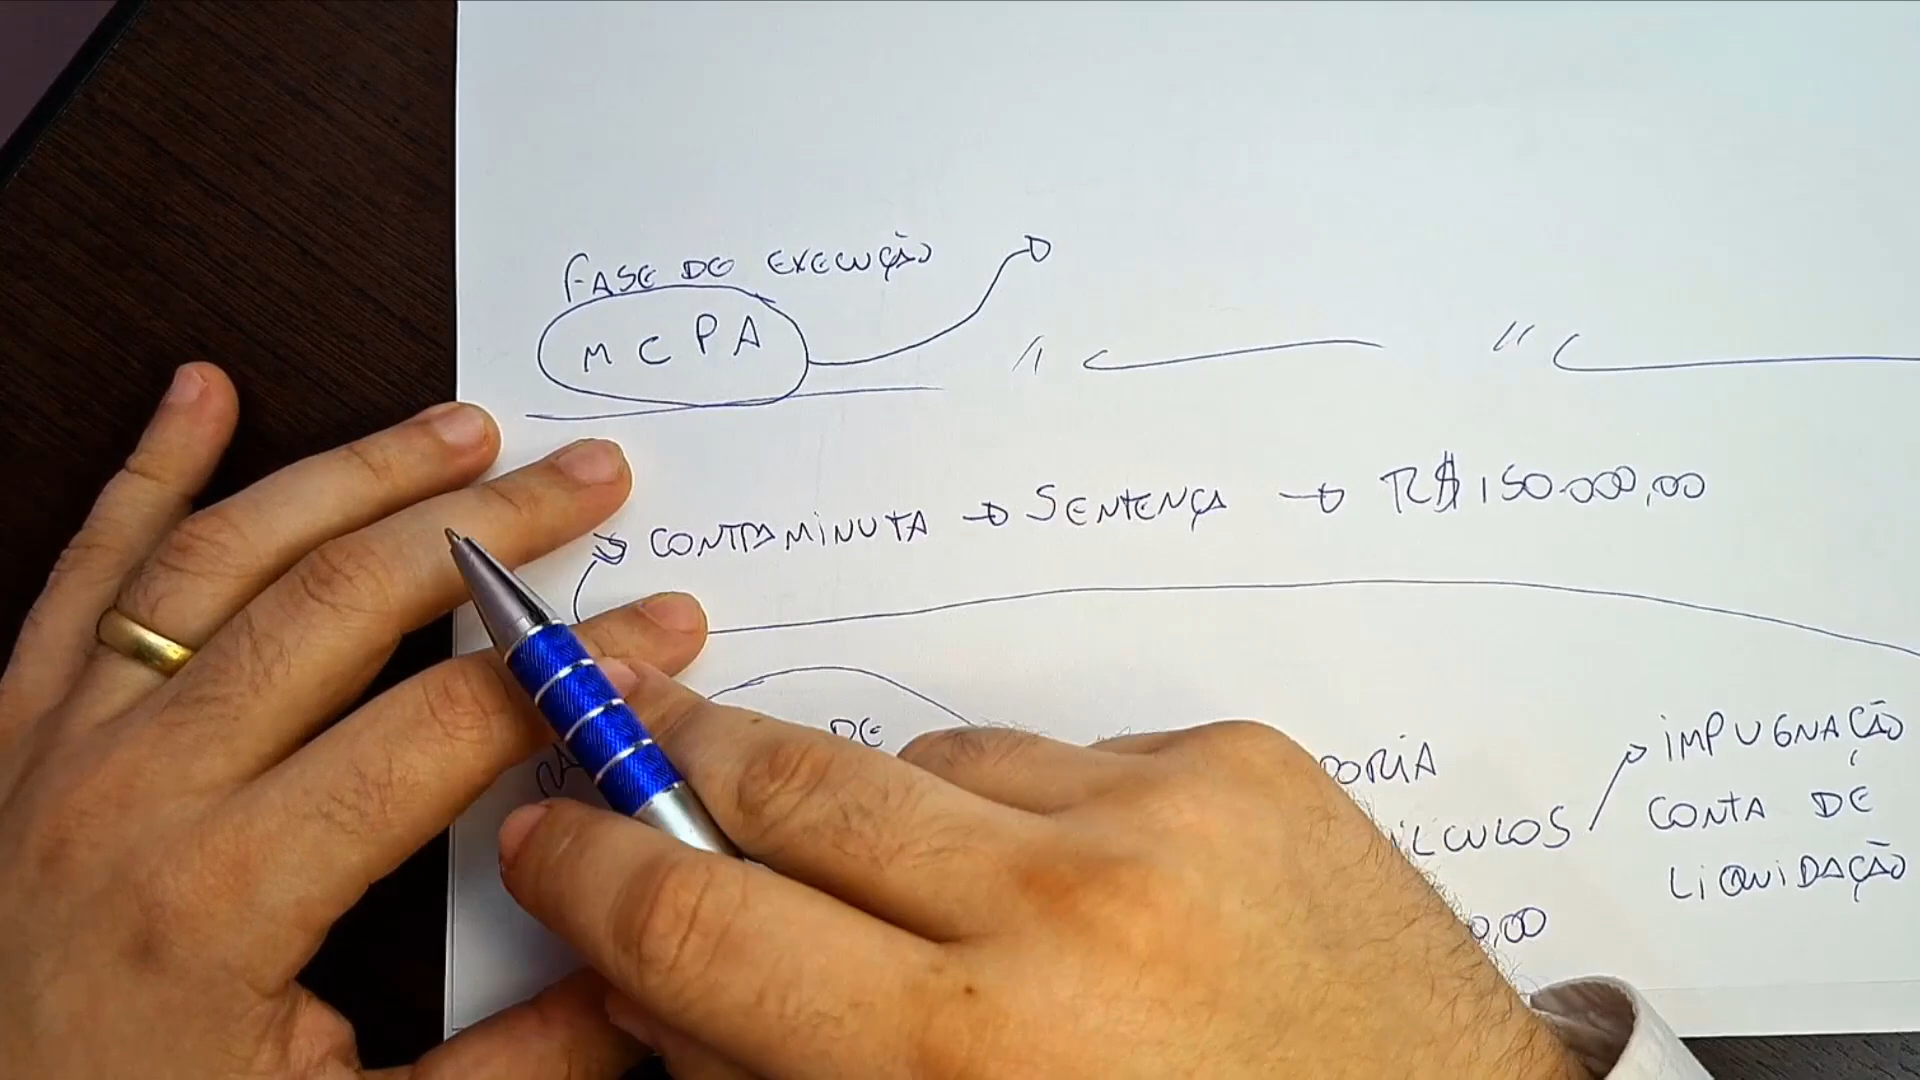 FASE DE EXECUÇÃO
MCPA
"
"
CONTRAMINUTA → SENTENÇA → R$150.000,00
DE
IMPUGNAÇÃO
CONTA DE
LIQUIDAÇÃO